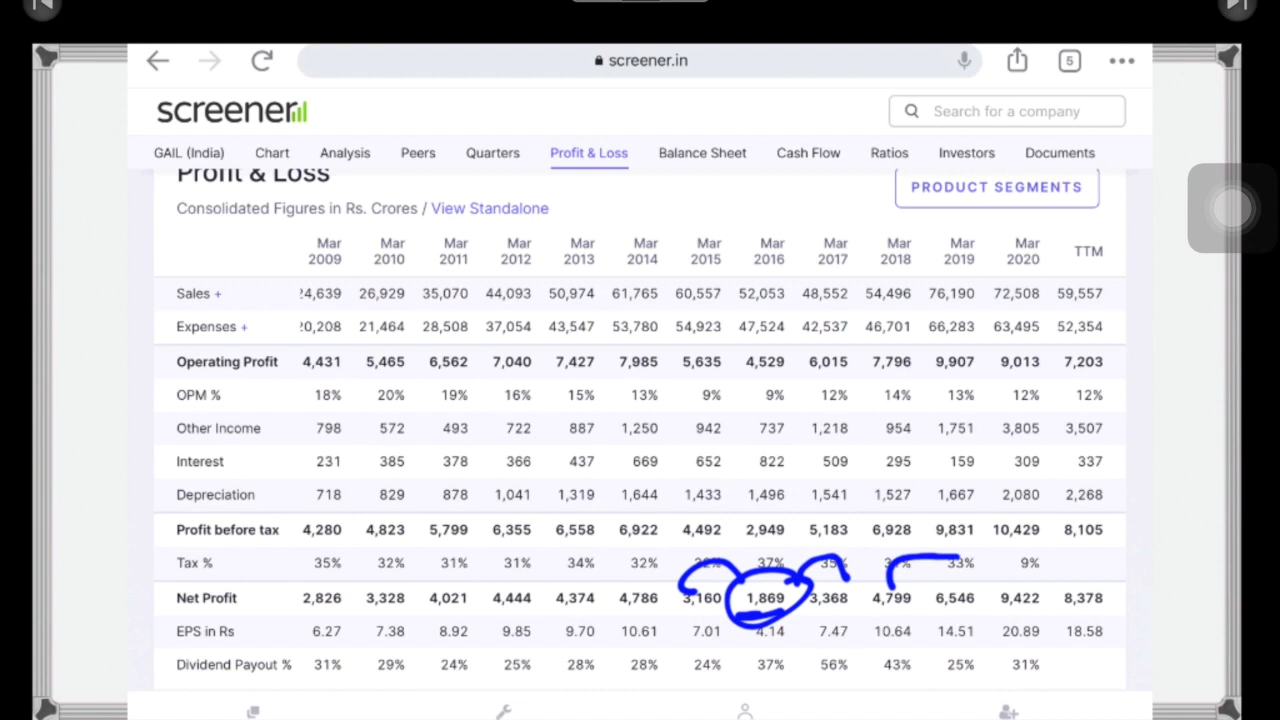 screener.in
5
screener
Search for a company
GAIL (India) Chart Analysis Peers Quarters Profit & Loss Balance Sheet Cash Flow Ratios Investors Documents
Profit & Loss
PRODUCT SEGMENTS
Consolidated Figures in Rs. Crores / View Standalone
Mar 2009 Mar 2010 Mar 2011 Mar 2012 Mar 2013 Mar 2014 Mar 2015 Mar 2016 Mar 2017 Mar 2018 Mar 2019 Mar 2020 TTM
Sales + 24,639 26,929 35,070 44,093 50,974 61,765 60,557 52,053 48,552 54,496 76,190 72,508 59,557
Expenses + 20,208 21,464 28,508 37,054 43,547 53,780 54,923 47,524 42,537 46,701 66,283 63,495 52,354
Operating Profit 4,431 5,465 6,562 7,040 7,427 7,985 5,635 4,529 6,015 7,796 9,907 9,013 7,203
OPM % 18% 20% 19% 16% 15% 13% 9% 9% 12% 14% 13% 12% 12%
Other Income 798 572 493 722 887 1,250 942 737 1,218 954 1,751 3,805 3,507
Interest 231 385 378 366 437 669 652 822 509 295 159 309 337
Depreciation 718 829 878 1,041 1,319 1,644 1,433 1,496 1,541 1,527 1,667 2,080 2,268
Profit before tax 4,280 4,823 5,799 6,355 6,558 6,922 4,492 2,949 5,183 6,928 9,831 10,429 8,105
Tax % 35% 32% 31% 31% 34% 32% 37% 35% 33% 9%
Net Profit 2,826 3,328 4,021 4,444 4,374 4,786 3,160 1,869 3,368 4,799 6,546 9,422 8,378
EPS in Rs 6.27 7.38 8.92 9.85 9.70 10.61 7.01 4.14 7.47 10.64 14.51 20.89 18.58
Dividend Payout % 31% 29% 24% 25% 28% 28% 24% 37% 56% 43% 25% 31%